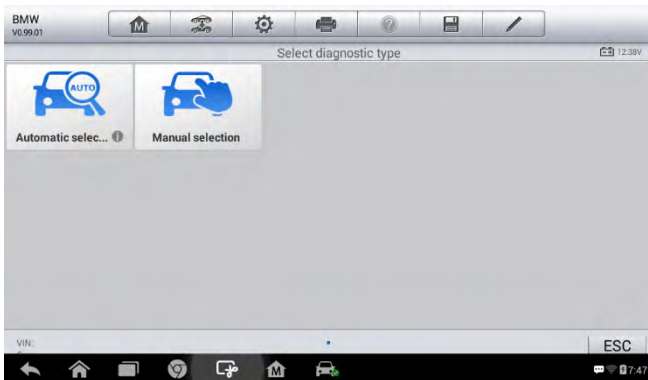 BMW
V0.99.01
M
Select diagnostic type
12.38V
AUTO
Automatic selec...
Manual selection
VIN:
ESC
M
7:47